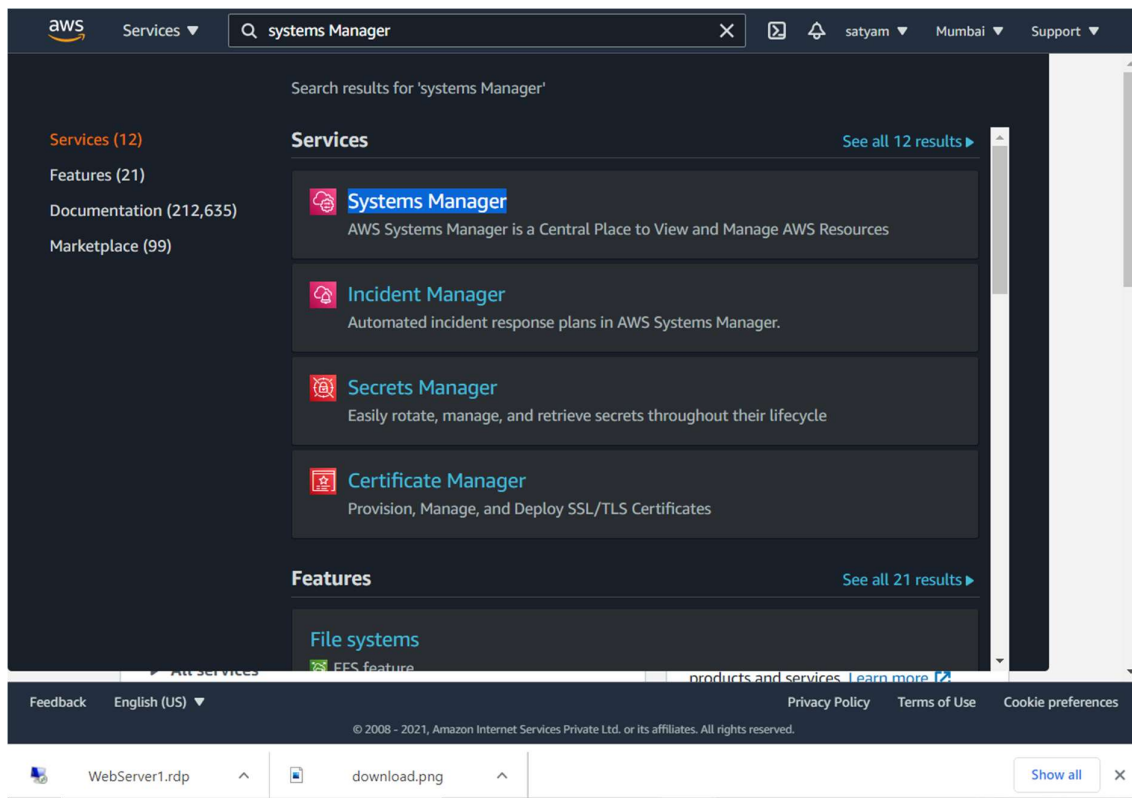 aws Services ▼ systems Manager satyam ▼ Mumbai ▼ Support ▼
Search results for 'systems Manager'
Services (12)
Features (21)
Documentation (212,635)
Marketplace (99)
Services See all 12 results ▶
Systems Manager
AWS Systems Manager is a Central Place to View and Manage AWS Resources
Incident Manager
Automated incident response plans in AWS Systems Manager.
Secrets Manager
Easily rotate, manage, and retrieve secrets throughout their lifecycle
Certificate Manager
Provision, Manage, and Deploy SSL/TLS Certificates
Features See all 21 results ▶
File systems
EFS feature
All services
products and services. Learn more
Feedback English (US) ▼ Privacy Policy Terms of Use Cookie preferences
© 2008 - 2021, Amazon Internet Services Private Ltd. or its affiliates. All rights reserved.
WebServer1.rdp download.png Show all